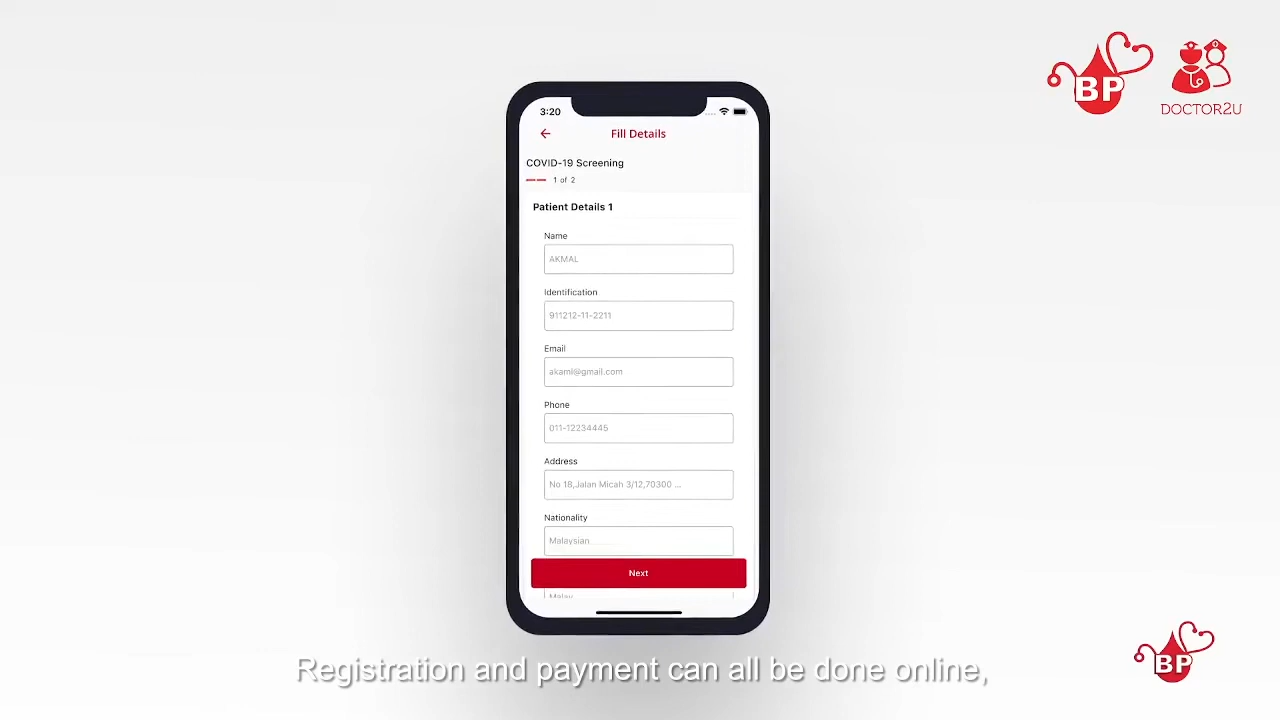 BP
DOCTOR2U
3:20
Fill Details
COVID-19 Screening
1 of 2
Patient Details 1
Name
AKMAL
Identification
911212-11-2211
Email
akaml@gmail.com
Phone
011-12234445
Address
No 18,Jalan Micah 3/12,70300 ...
Nationality
Malaysian
Next
Malay
BP
Registration and payment can all be done online,